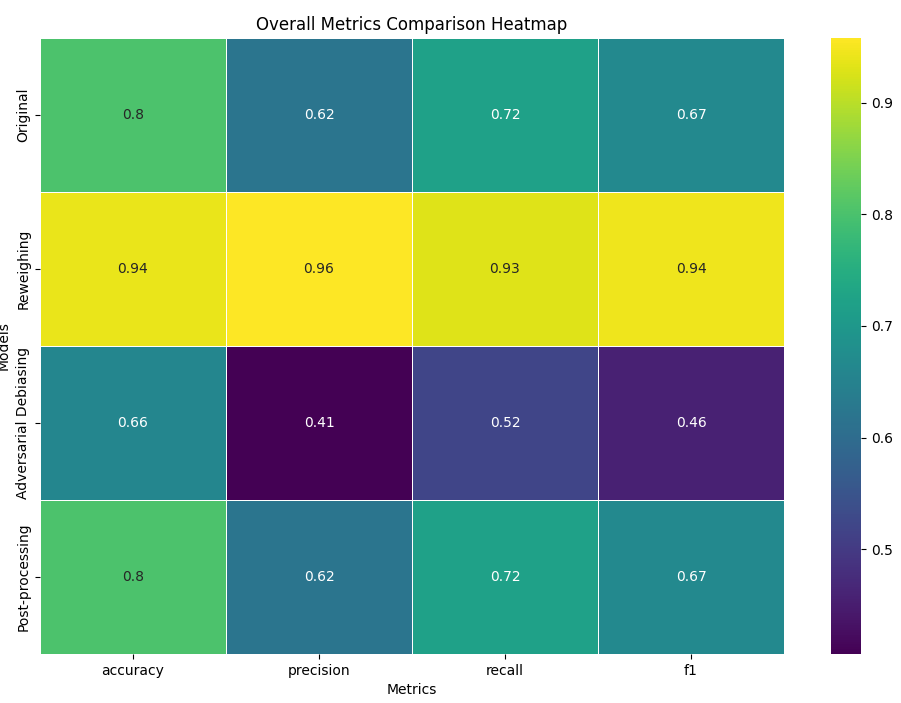 Overall Metrics Comparison Heatmap
Models
Original
0.8 0.62 0.72 0.67
Reweighing
0.94 0.96 0.93 0.94
Adversarial Debiasing
0.66 0.41 0.52 0.46
Post-processing
0.8 0.62 0.72 0.67
accuracy precision recall f1
Metrics
0.9
0.8
0.7
0.6
0.5